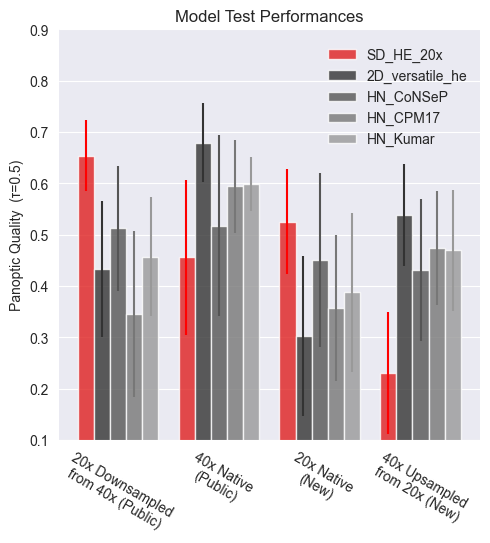 Model Test Performances
Panoptic Quality  (τ=0.5)
0.9
0.8
0.7
0.6
0.5
0.4
0.3
0.2
0.1
SD_HE_20x
2D_versatile_he
HN_CoNSeP
HN_CPM17
HN_Kumar
20x Downsampled
from 40x (Public)
40x Native
(Public)
20x Native
(New)
40x Upsampled
from 20x (New)